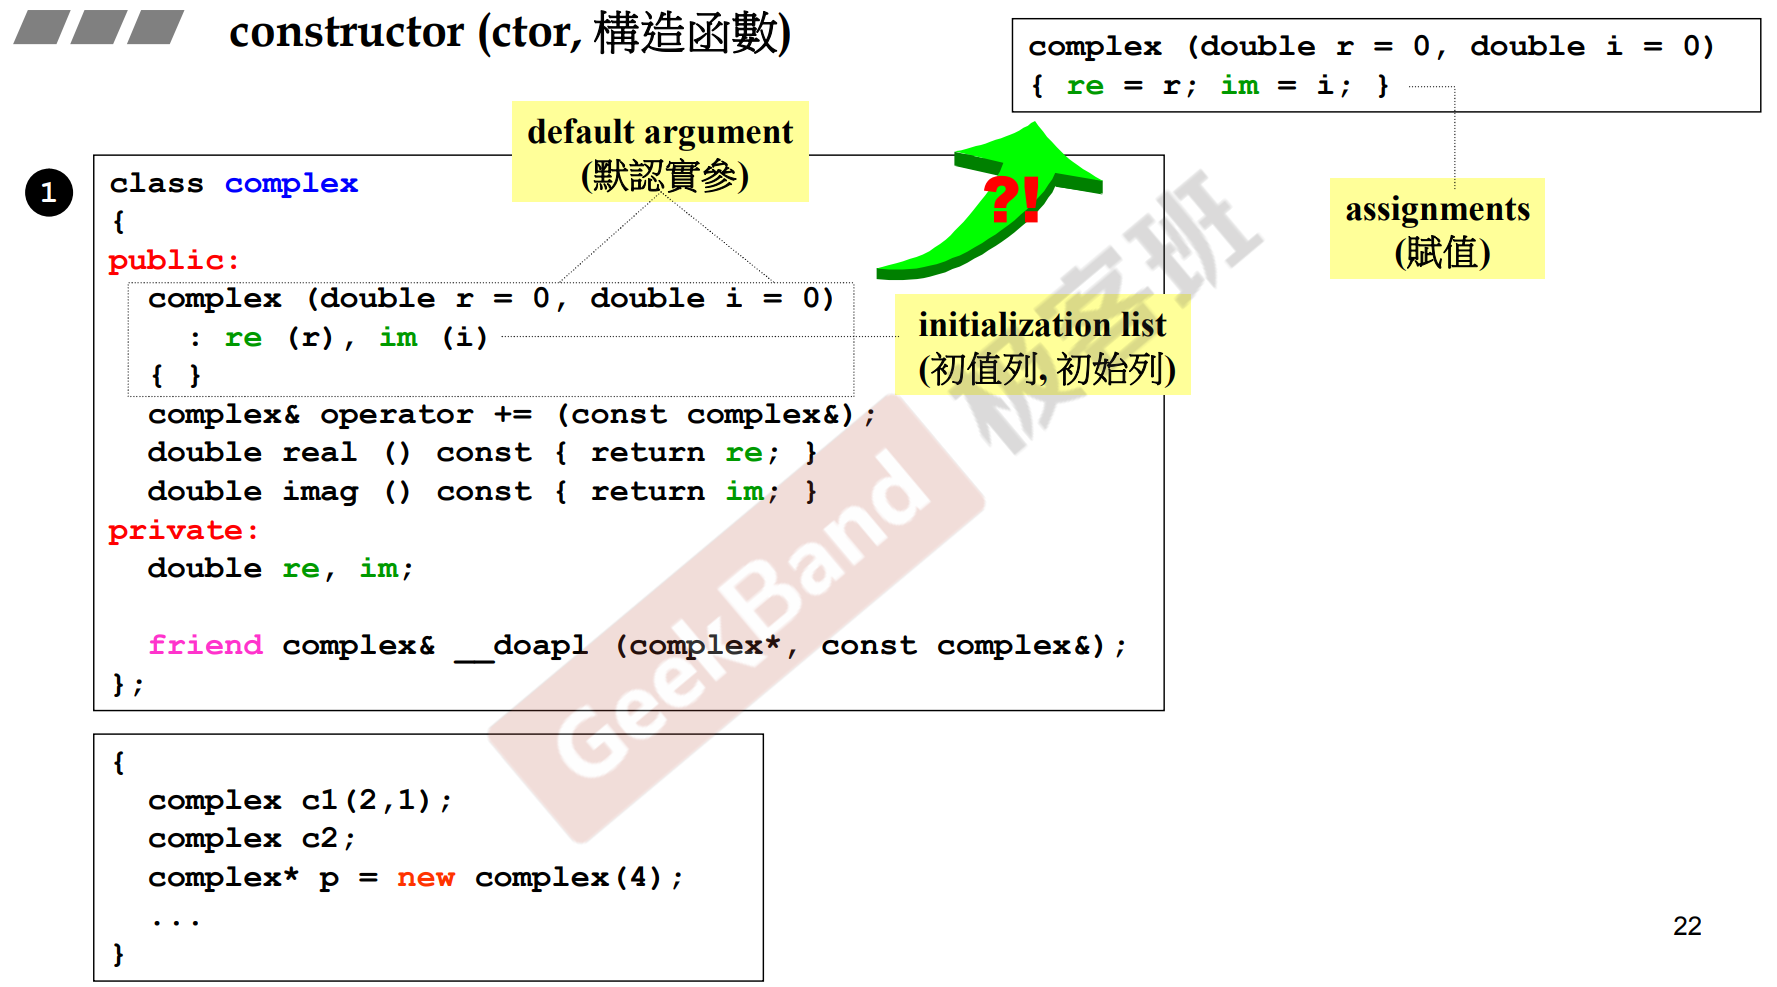 constructor (ctor, 構造函數)
complex (double r = 0, double i = 0)
{ re = r; im = i; }
default argument
(默認實參)
assignments
(賦值)
?!
1
class complex
{
public:
complex (double r = 0, double i = 0)
: re (r), im (i)
{ }
initialization list
(初值列, 初始列)
complex& operator += (const complex&);
double real () const { return re; }
double imag () const { return im; }
private:
double re, im;
friend complex& __doapl (complex*, const complex&);
};
GeekBand 极客班
{
complex c1(2,1);
complex c2;
complex* p = new complex(4);
...
}
22